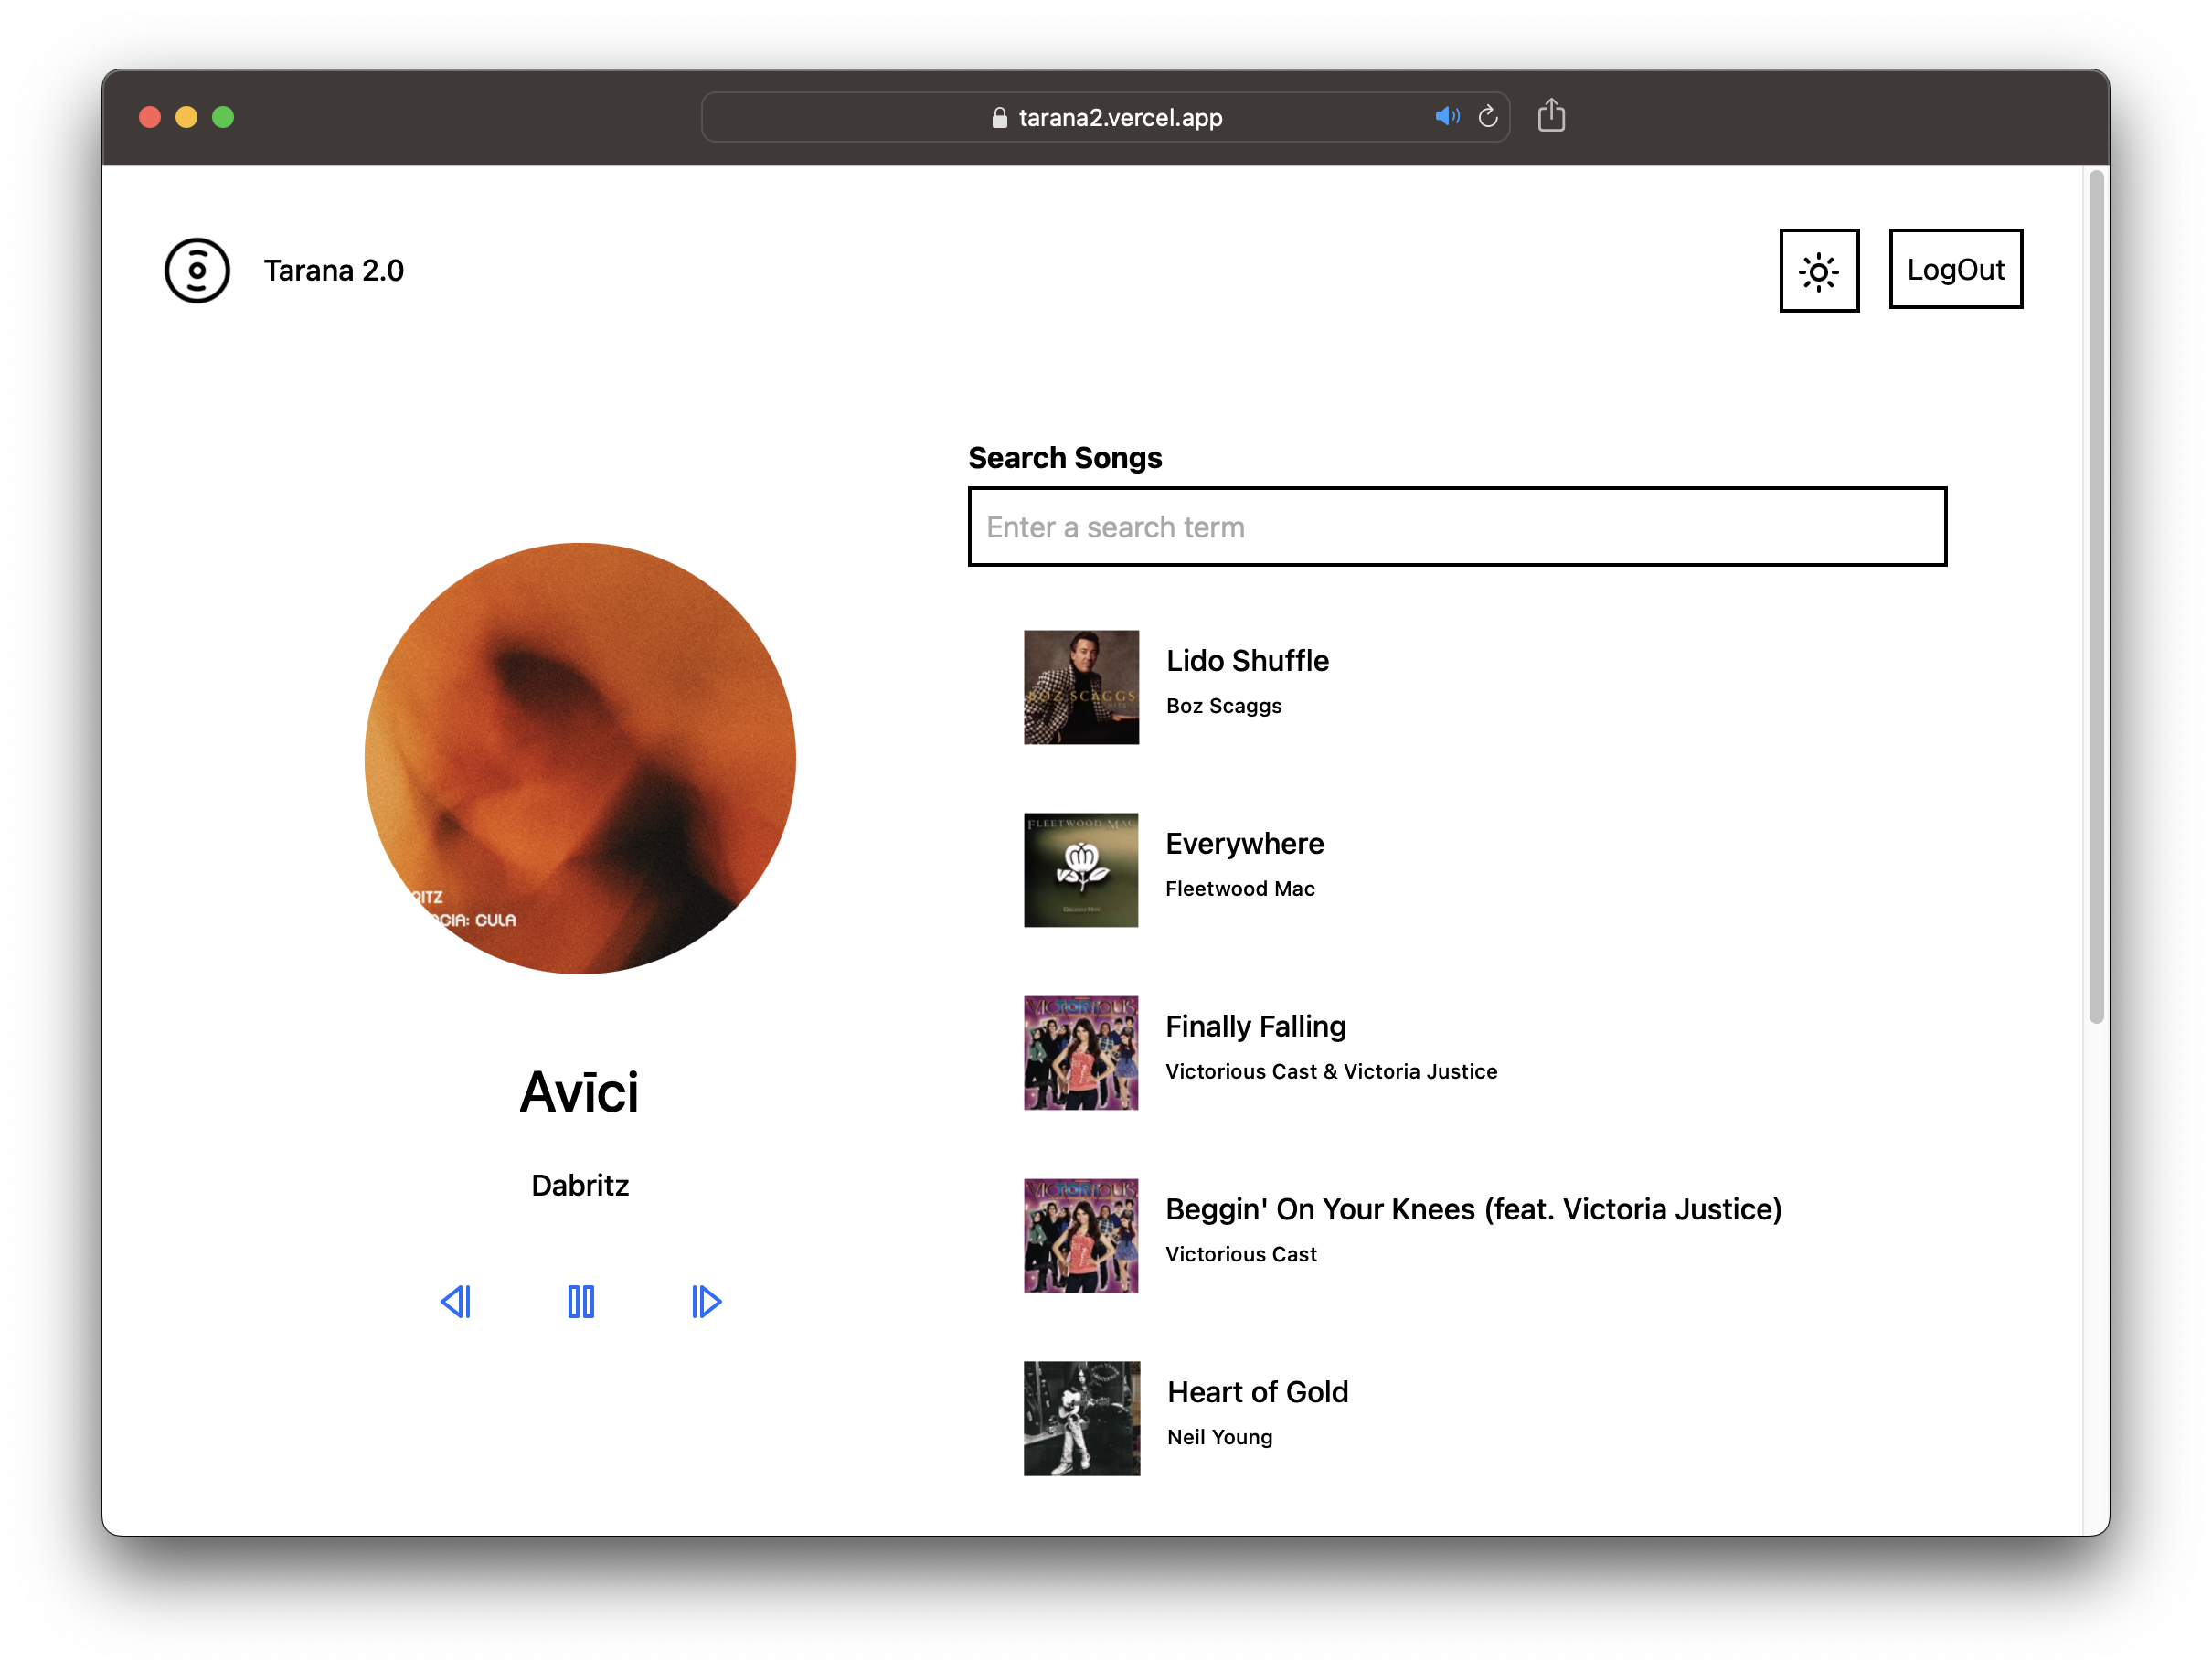 tarana2.vercel.app
Tarana 2.0
LogOut
Search Songs
Enter a search term
RITZ
OGIA: GULA
Avīci
Dabritz
Lido Shuffle
Boz Scaggs
BOZ SCAGGS
Everywhere
Fleetwood Mac
FLEETWOOD MAC
Finally Falling
Victorious Cast & Victoria Justice
VICTORIOUS
Beggin' On Your Knees (feat. Victoria Justice)
Victorious Cast
VICTORIOUS
Heart of Gold
Neil Young